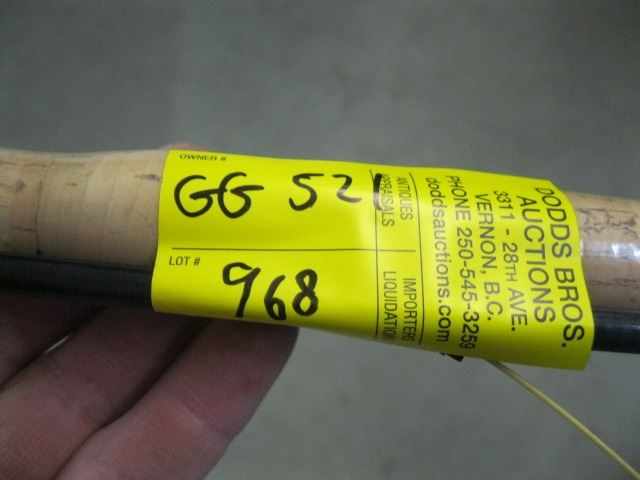 OWNER #
GG 521
LOT #
968
ANTIQUES
APPRAISALS
IMPORTERS
LIQUIDATION
DODDS BROS.
AUCTIONS
3311 - 28TH AVE.
VERNON, B.C.
PHONE 250-545-3259
doddsauctions.com